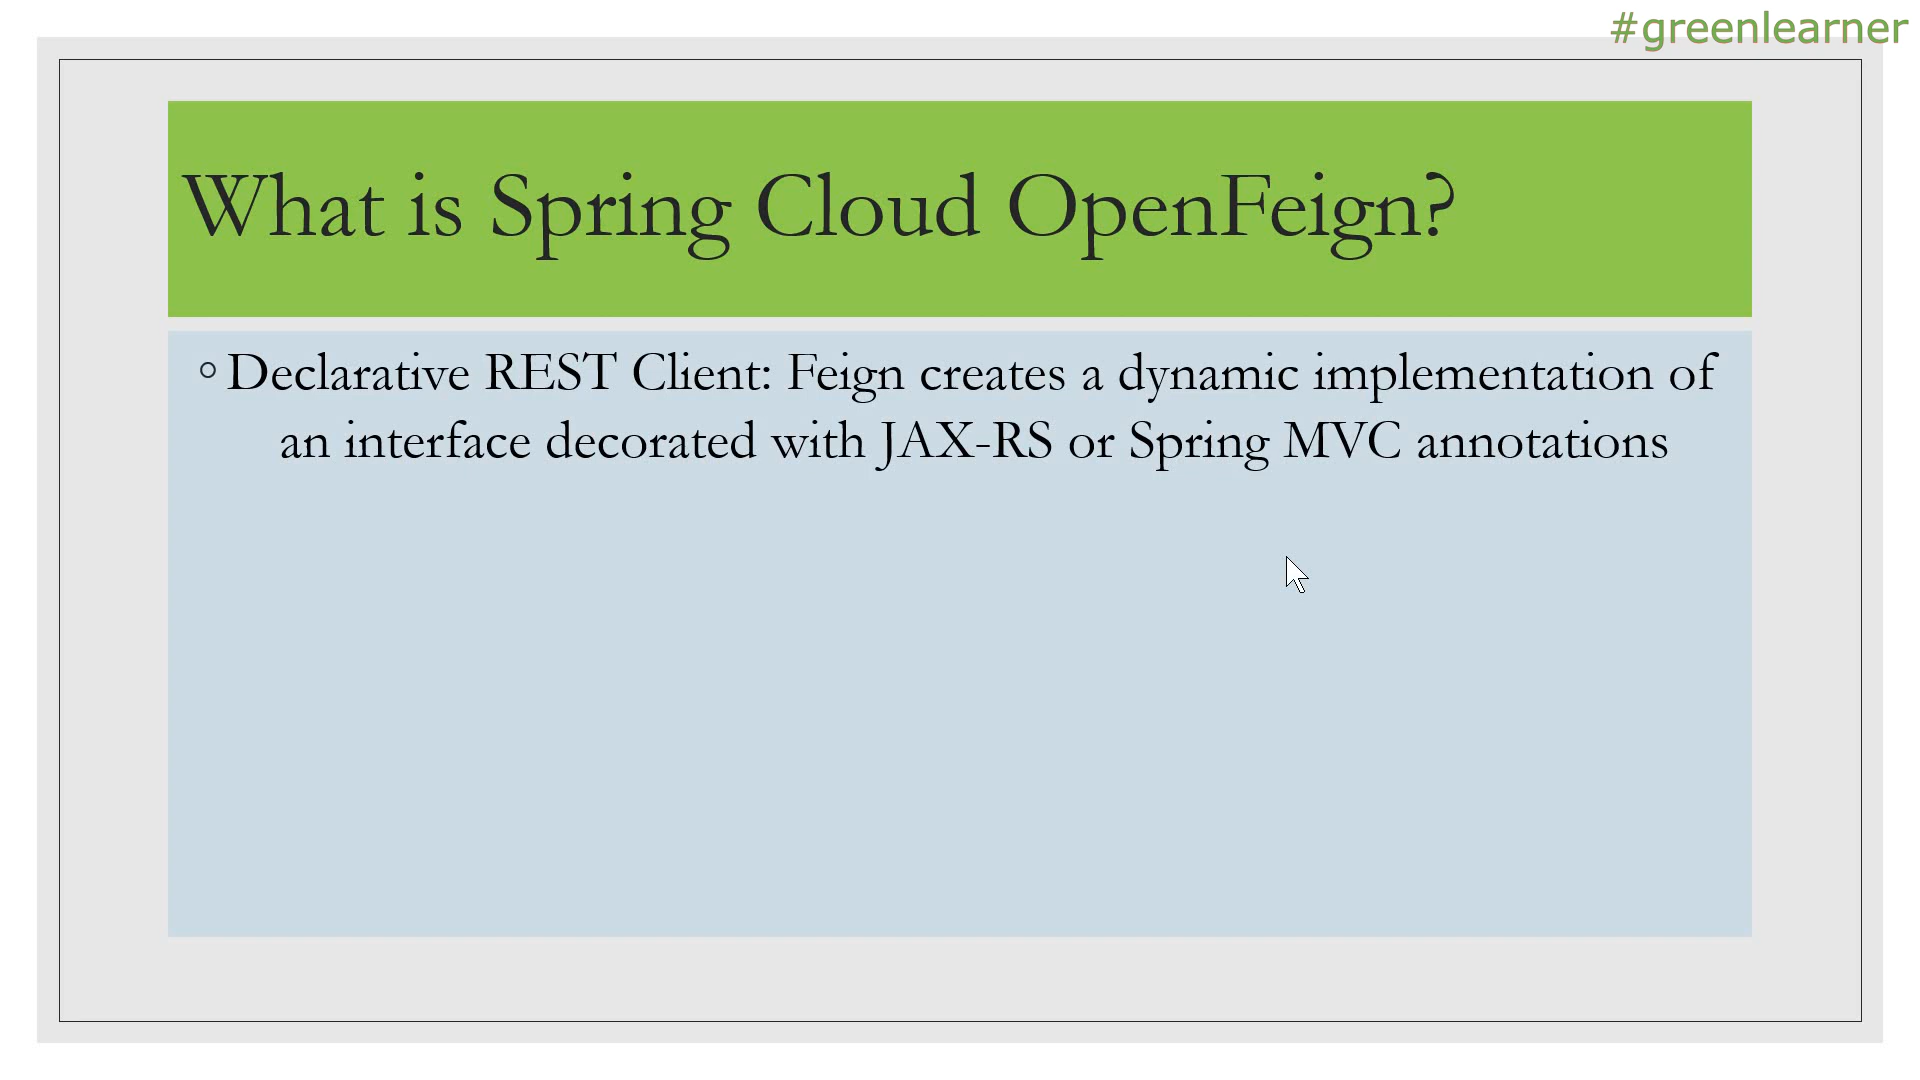 #greenlearner
What is Spring Cloud OpenFeign?
◦Declarative REST Client: Feign creates a dynamic implementation of
an interface decorated with JAX-RS or Spring MVC annotations